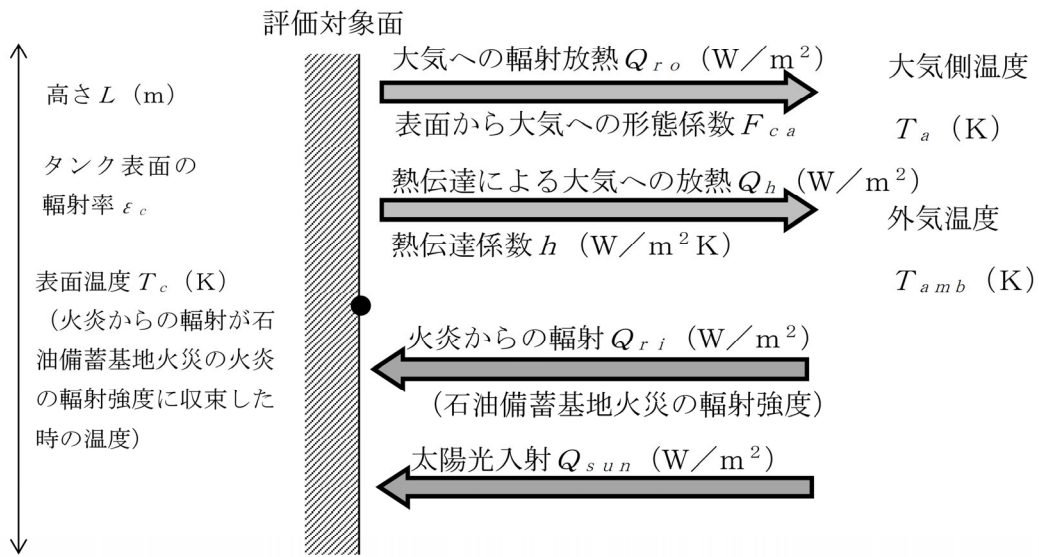 評価対象面
高さL（m）
タンク表面の
輻射率εc
表面温度Tc（K）
（火炎からの輻射が石
油備蓄基地火災の火炎
の輻射強度に収束した
時の温度）
大気への輻射放熱Qro（W／m²）
表面から大気への形態係数Fca
熱伝達による大気への放熱Qh（W／m²）
熱伝達係数h（W／m²K）
火炎からの輻射Qri（W／m²）
（石油備蓄基地火災の輻射強度）
太陽光入射Qsun（W／m²）
大気側温度
Ta（K）
外気温度
Tamb（K）